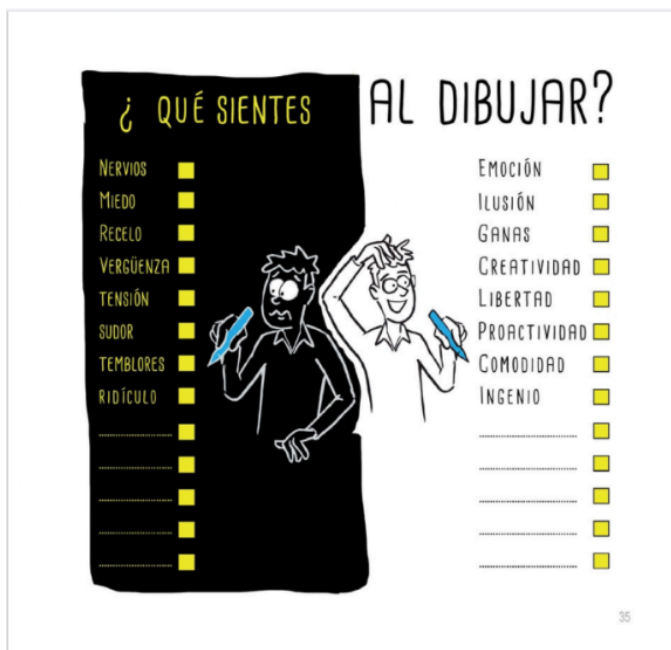 ¿ QUÉ SIENTES AL DIBUJAR?
NERVIOS
MIEDO
RECELO
VERGÜENZA
TENSIÓN
SUDOR
TEMBLORES
RIDÍCULO
EMOCIÓN
ILUSIÓN
GANAS
CREATIVIDAD
LIBERTAD
PROACTIVIDAD
COMODIDAD
INGENIO
35